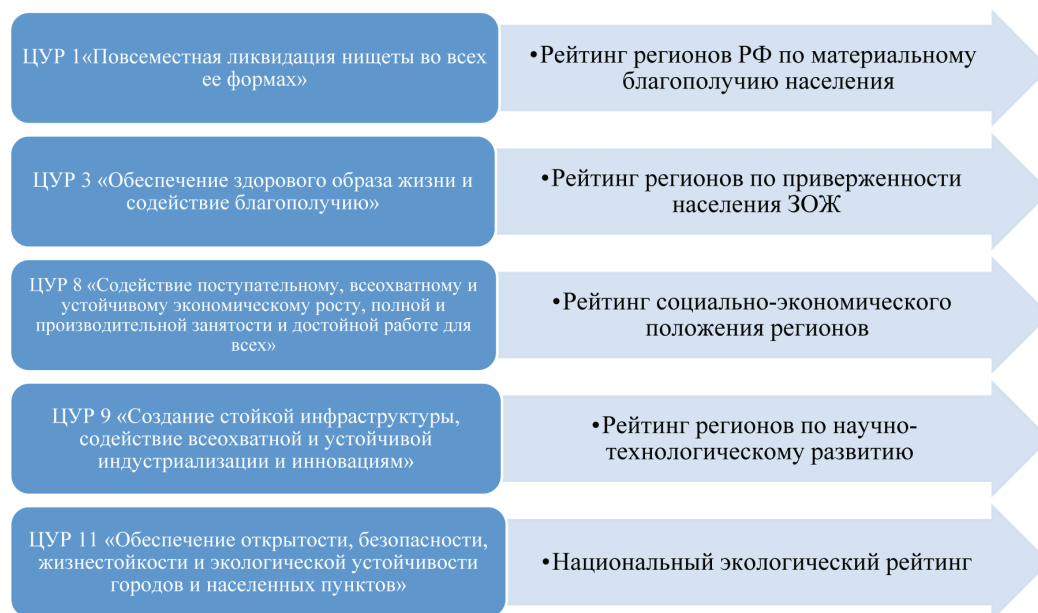 ЦУР 1«Повсеместная ликвидация нищеты во всех
ее формах»
•Рейтинг регионов РФ по материальному
благополучию населения
ЦУР 3 «Обеспечение здорового образа жизни и
содействие благополучию»
•Рейтинг регионов по приверженности
населения ЗОЖ
ЦУР 8 «Содействие поступательному, всеохватному и
устойчивому экономическому росту, полной и
производительной занятости и достойной работе для
всех»
•Рейтинг социально-экономического
положения регионов
ЦУР 9 «Создание стойкой инфраструктуры,
содействие всеохватной и устойчивой
индустриализации и инновациям»
•Рейтинг регионов по научно-
технологическому развитию
ЦУР 11 «Обеспечение открытости, безопасности,
жизнестойкости и экологической устойчивости
городов и населенных пунктов»
•Национальный экологический рейтинг